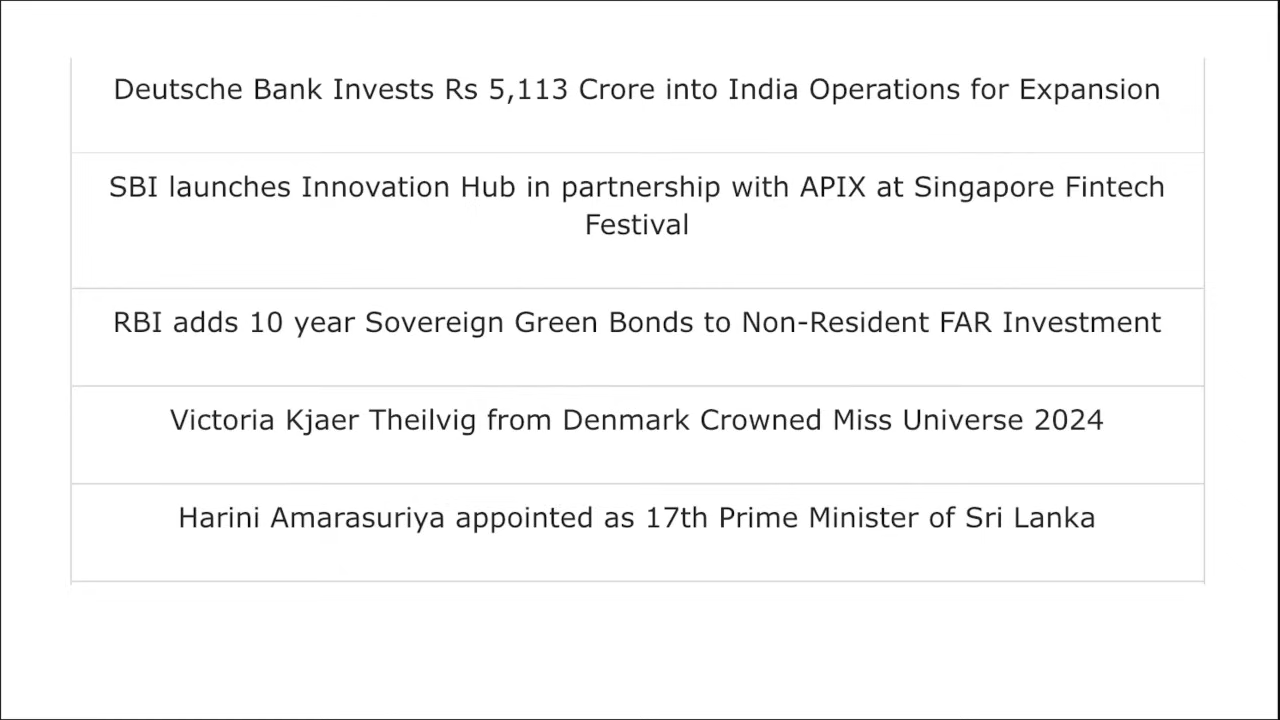 Deutsche Bank Invests Rs 5,113 Crore into India Operations for Expansion
SBI launches Innovation Hub in partnership with APIX at Singapore Fintech
Festival
RBI adds 10 year Sovereign Green Bonds to Non-Resident FAR Investment
Victoria Kjaer Theilvig from Denmark Crowned Miss Universe 2024
Harini Amarasuriya appointed as 17th Prime Minister of Sri Lanka